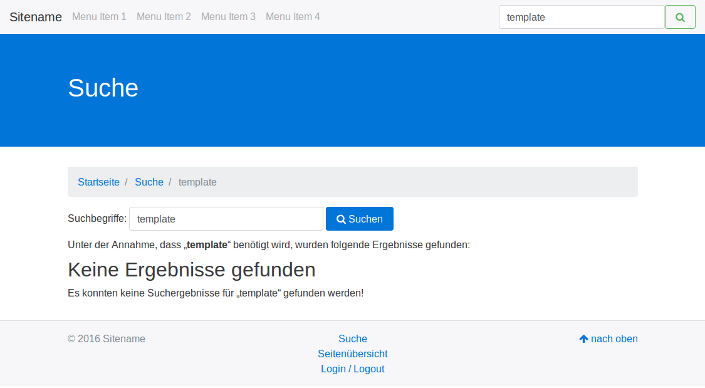 Sitename Menu Item 1 Menu Item 2 Menu Item 3 Menu Item 4 template
Suche
Startseite / Suche / template
Suchbegriffe: template Suchen
Unter der Annahme, dass „template“ benötigt wird, wurden folgende Ergebnisse gefunden:
Keine Ergebnisse gefunden
Es konnten keine Suchergebnisse für „template“ gefunden werden!
© 2016 Sitename Suche nach oben
Seitenübersicht
Login / Logout